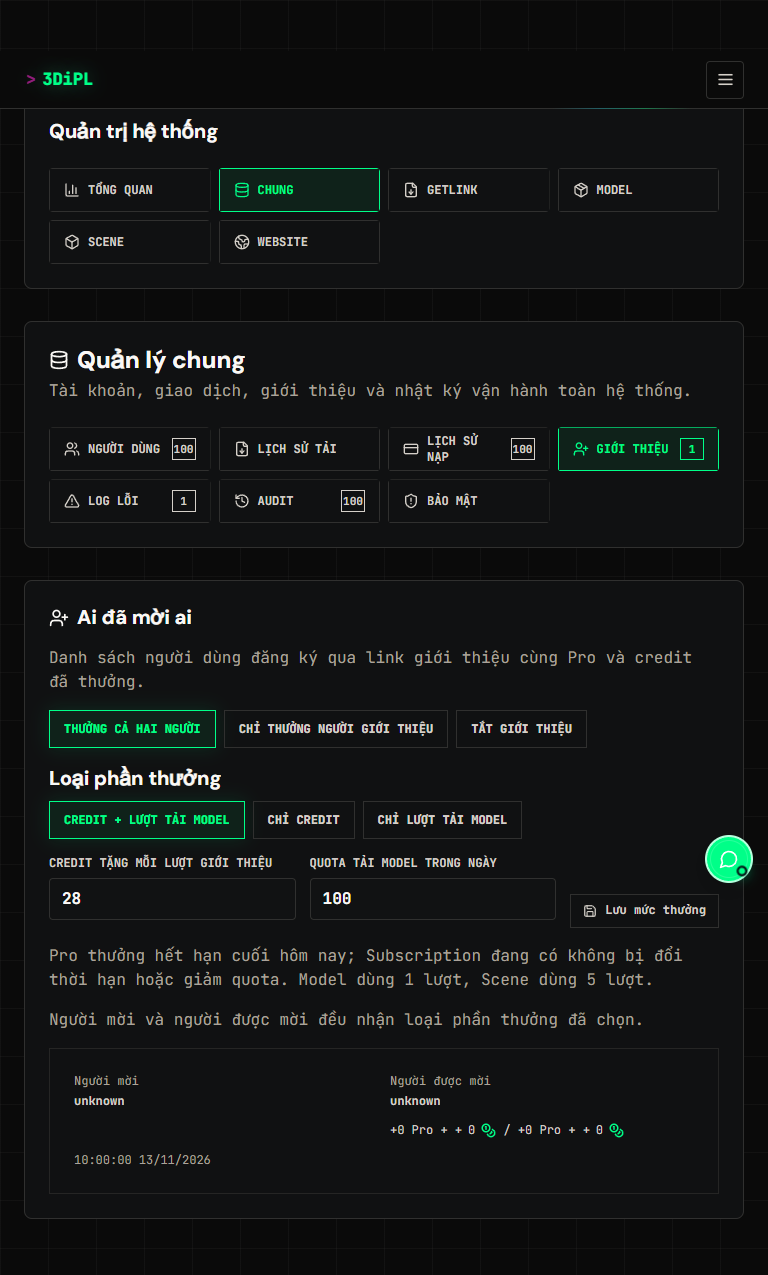 > 3DiPL
Quản trị hệ thống
TỔNG QUAN
CHUNG
GETLINK
MODEL
SCENE
WEBSITE
Quản lý chung
Tài khoản, giao dịch, giới thiệu và nhật ký vận hành toàn hệ thống.
NGƯỜI DÙNG 100
LỊCH SỬ TẢI
LỊCH SỬ
NẠP
100
GIỚI THIỆU 1
LOG LỖI 1
AUDIT 100
BẢO MẬT
Ai đã mời ai
Danh sách người dùng đăng ký qua link giới thiệu cùng Pro và credit
đã thưởng.
THƯỞNG CẢ HAI NGƯỜI
CHỈ THƯỞNG NGƯỜI GIỚI THIỆU
TẮT GIỚI THIỆU
Loại phần thưởng
CREDIT + LƯỢT TẢI MODEL
CHỈ CREDIT
CHỈ LƯỢT TẢI MODEL
CREDIT TẶNG MỖI LƯỢT GIỚI THIỆU
QUOTA TẢI MODEL TRONG NGÀY
28
100
Lưu mức thưởng
Pro thưởng hết hạn cuối hôm nay; Subscription đang có không bị đổi
thời hạn hoặc giảm quota. Model dùng 1 lượt, Scene dùng 5 lượt.
Người mời và người được mời đều nhận loại phần thưởng đã chọn.
Người mời
unknown
Người được mời
unknown
+0 Pro + + 0 / +0 Pro + + 0
10:00:00 13/11/2026